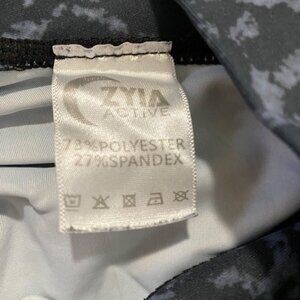 ZYIA
ACTIVE
73%POLYESTER
27%SPANDEX